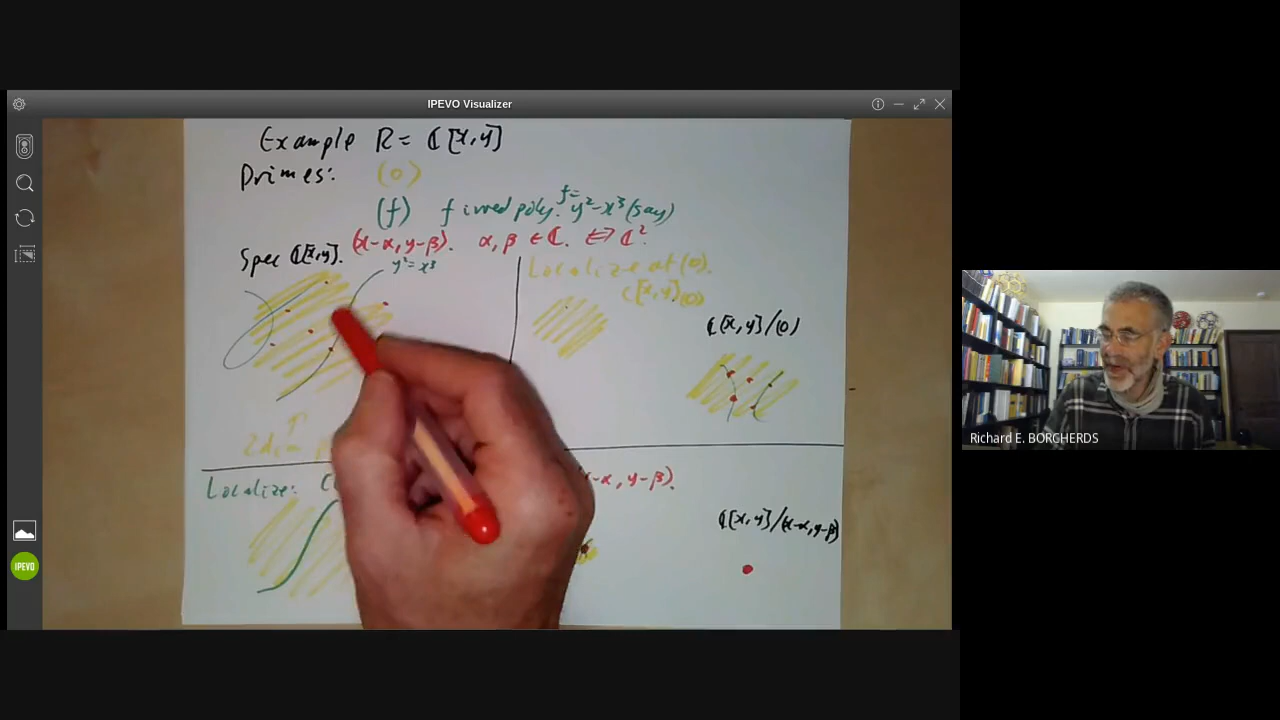 IPEVO Visualizer
Example R = ℂ[x,y]
Primes: (0)
(f) f irred poly. f= y²-x³ (say)
(x-α, y-β). α, β ∈ ℂ. ⇔ ℂ².
Spec ℂ[x,y].
y²=x³
Localize at (0).
ℂ[x,y](0)
ℂ[x,y]/(0)
2dim
Localize:
x-α, y-β).
ℂ[x,y]/(x-α,y-β)
IPEVO
Richard E. BORCHERDS